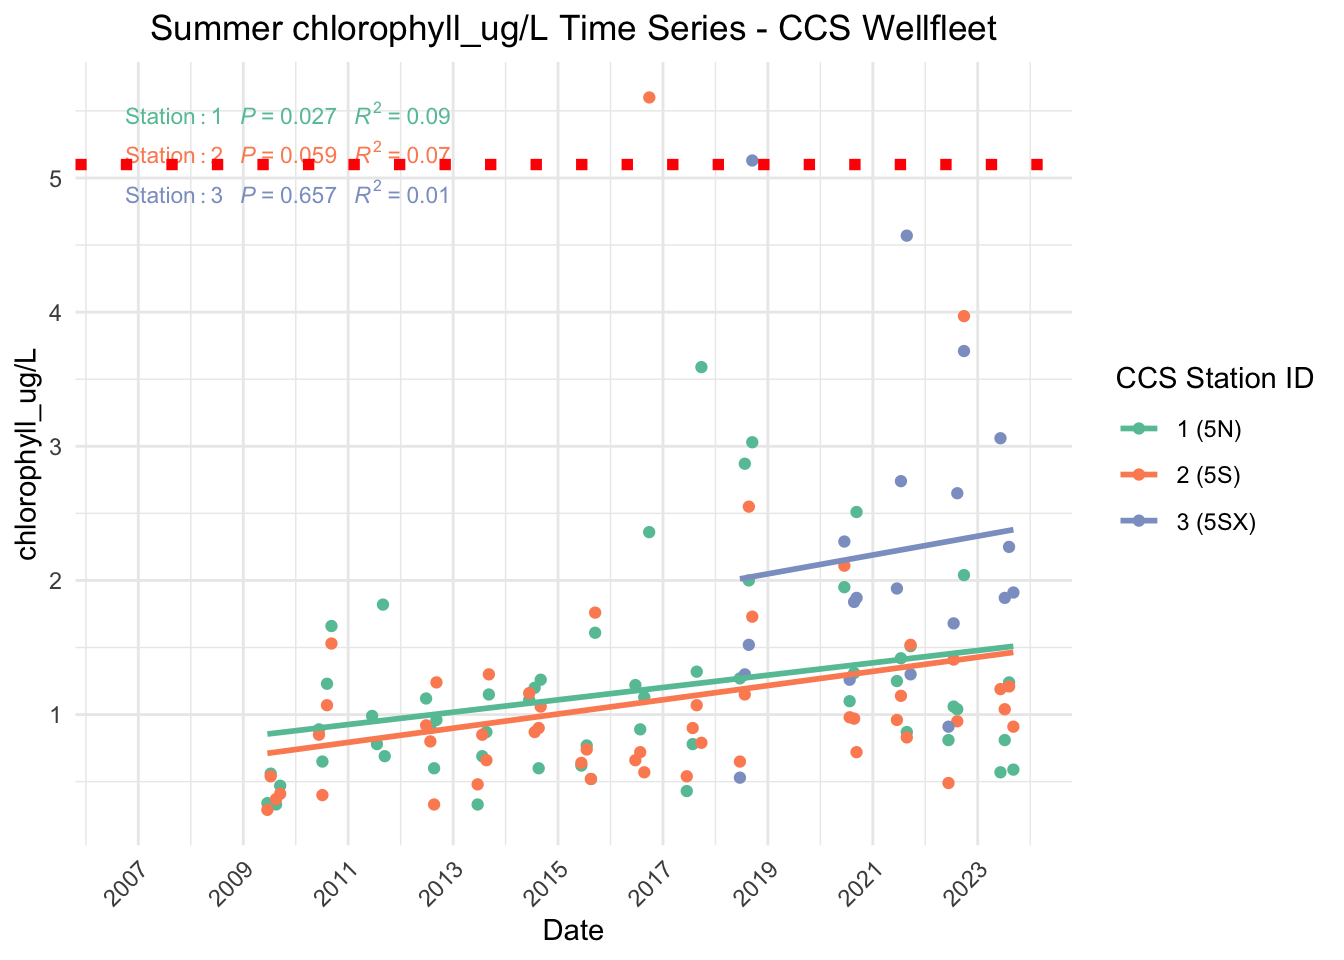 Summer chlorophyll_ug/L Time Series - CCS Wellfleet
Station : 1 P = 0.027 R² = 0.09
Station : 2 P = 0.059 R² = 0.07
Station : 3 P = 0.657 R² = 0.01
5
4
3
2
1
chlorophyll_ug/L
2007 2009 2011 2013 2015 2017 2019 2021 2023
Date
CCS Station ID
1 (5N)
2 (5S)
3 (5SX)